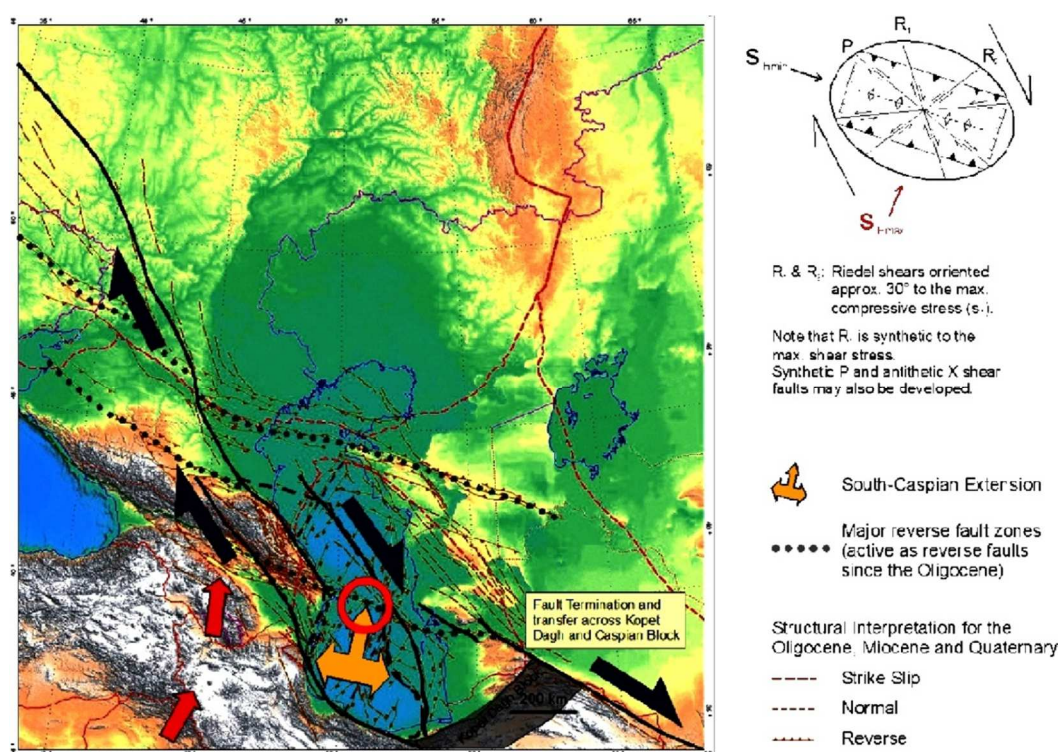 P
R₁
R.
S Hmin
S Hmax
R. & R₂: Riedel shears orriented
approx. 30° to the max.
compressive stress (s₁).
Note that R. is synthetic to the
max. shear stress.
Synthetic P and antithetic X shear
faults may also be developed.
South-Caspian Extension
Major reverse fault zones
(active as reverse faults
since the Oligocene)
Structural Interpretation for the
Oligocene, Miocene and Quaternary
Strike Slip
Normal
Reverse
Fault Termination and
transfer across Kopet
Dagh and Caspian Block
200 km